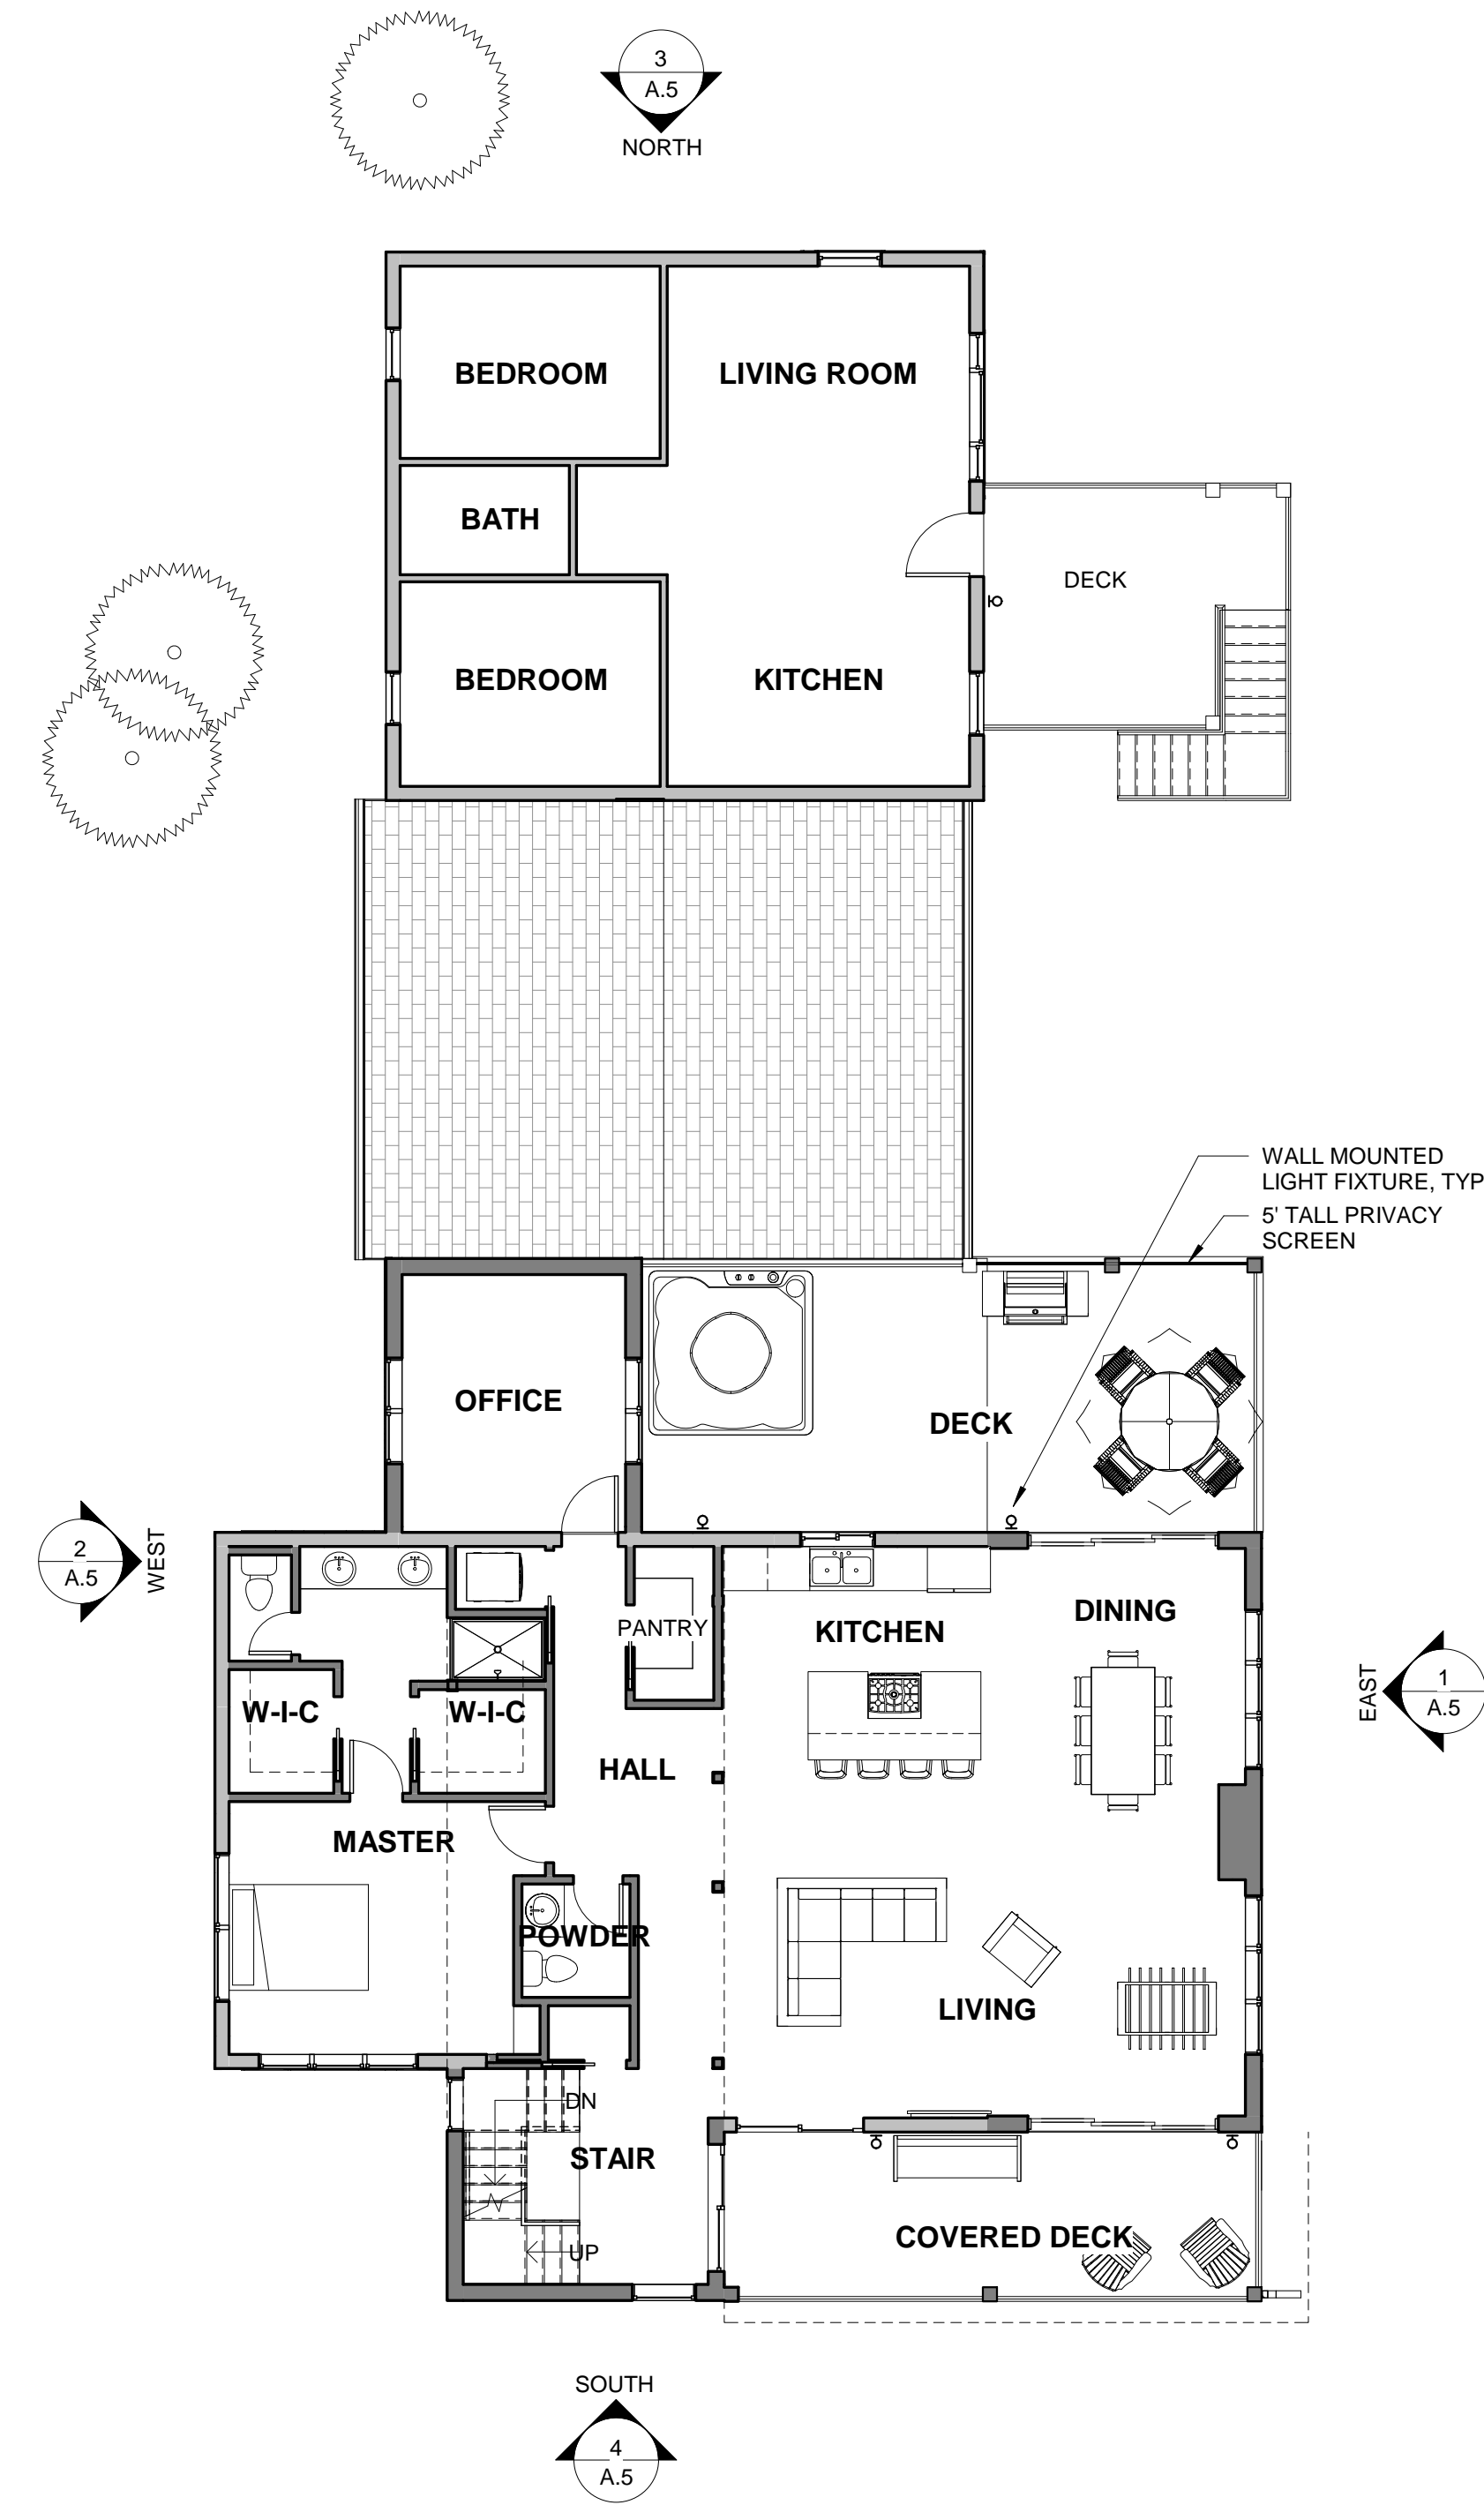 3
A.5
NORTH
BEDROOM
LIVING ROOM
BATH
DECK
BEDROOM
KITCHEN
WALL MOUNTED
LIGHT FIXTURE, TYP
5' TALL PRIVACY
SCREEN
OFFICE
DECK
2
A.5
WEST
PANTRY
KITCHEN
DINING
W-I-C
W-I-C
EAST
1
A.5
HALL
MASTER
POWDER
LIVING
DN
STAIR
COVERED DECK
UP
SOUTH
4
A.5